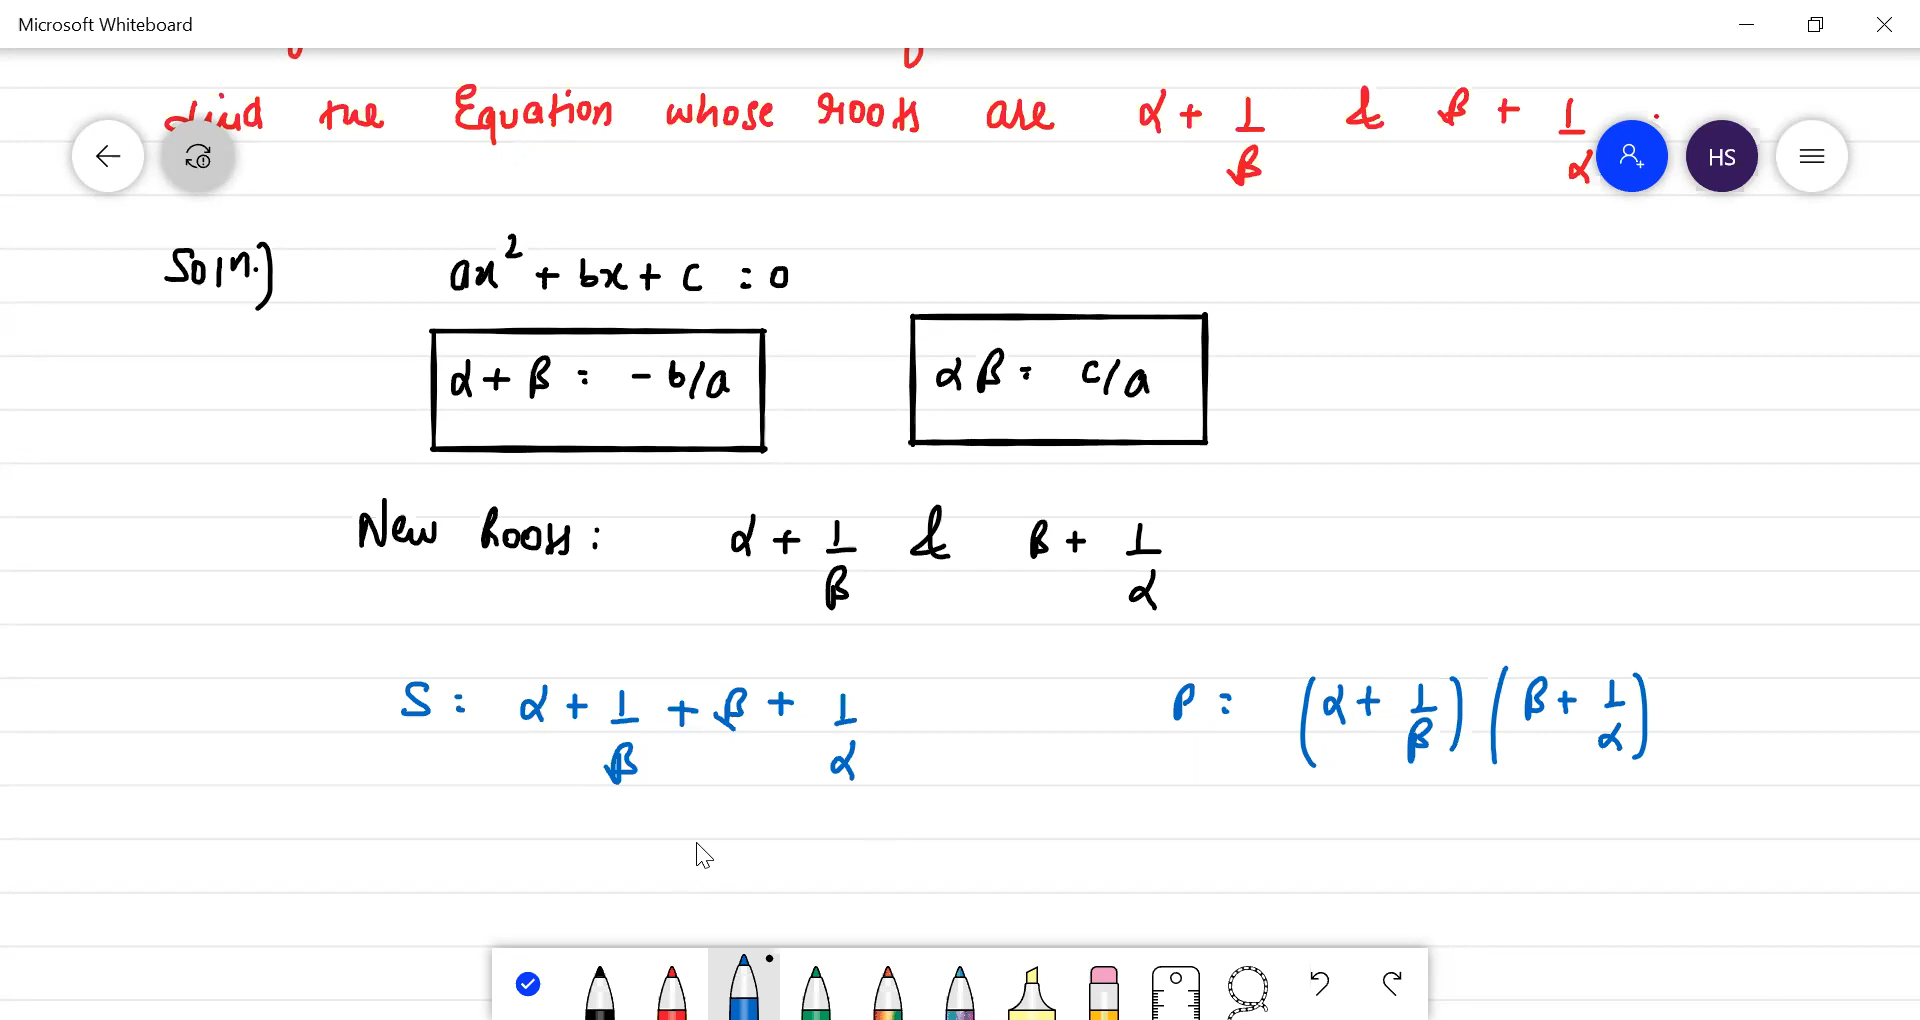 Microsoft Whiteboard
find the Equation whose roots are α + 1/β & β + 1/α .
HS
Soln.) ax² + bx + c = 0
α + β = - b/a
αβ = c/a
New Roots: α + 1/β & β + 1/α
S = α + 1/β + β + 1/α
P = (α + 1/β) (β + 1/α)